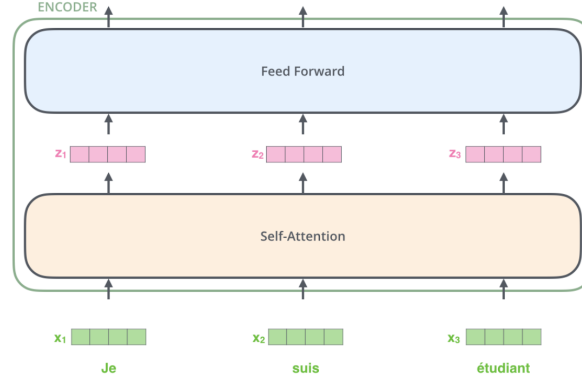 ENCODER
Feed Forward
z₁ z₂ z₃
Self-Attention
x₁ x₂ x₃
Je suis étudiant